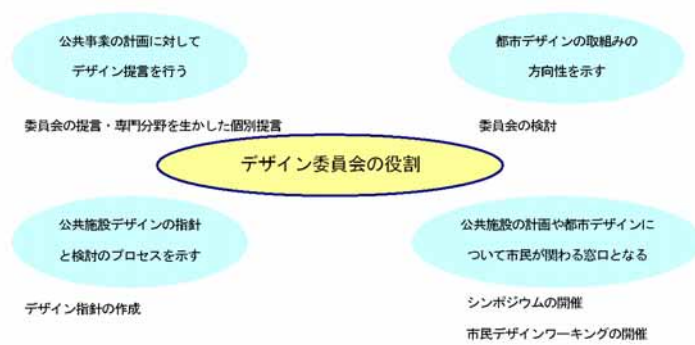 公共事業の計画に対して
デザイン提言を行う
委員会の提言・専門分野を生かした個別提言
都市デザインの取組みの
方向性を示す
委員会の検討
デザイン委員会の役割
公共施設デザインの指針
と検討のプロセスを示す
デザイン指針の作成
公共施設の計画や都市デザインに
ついて市民が関わる窓口となる
シンポジウムの開催
市民デザインワーキングの開催